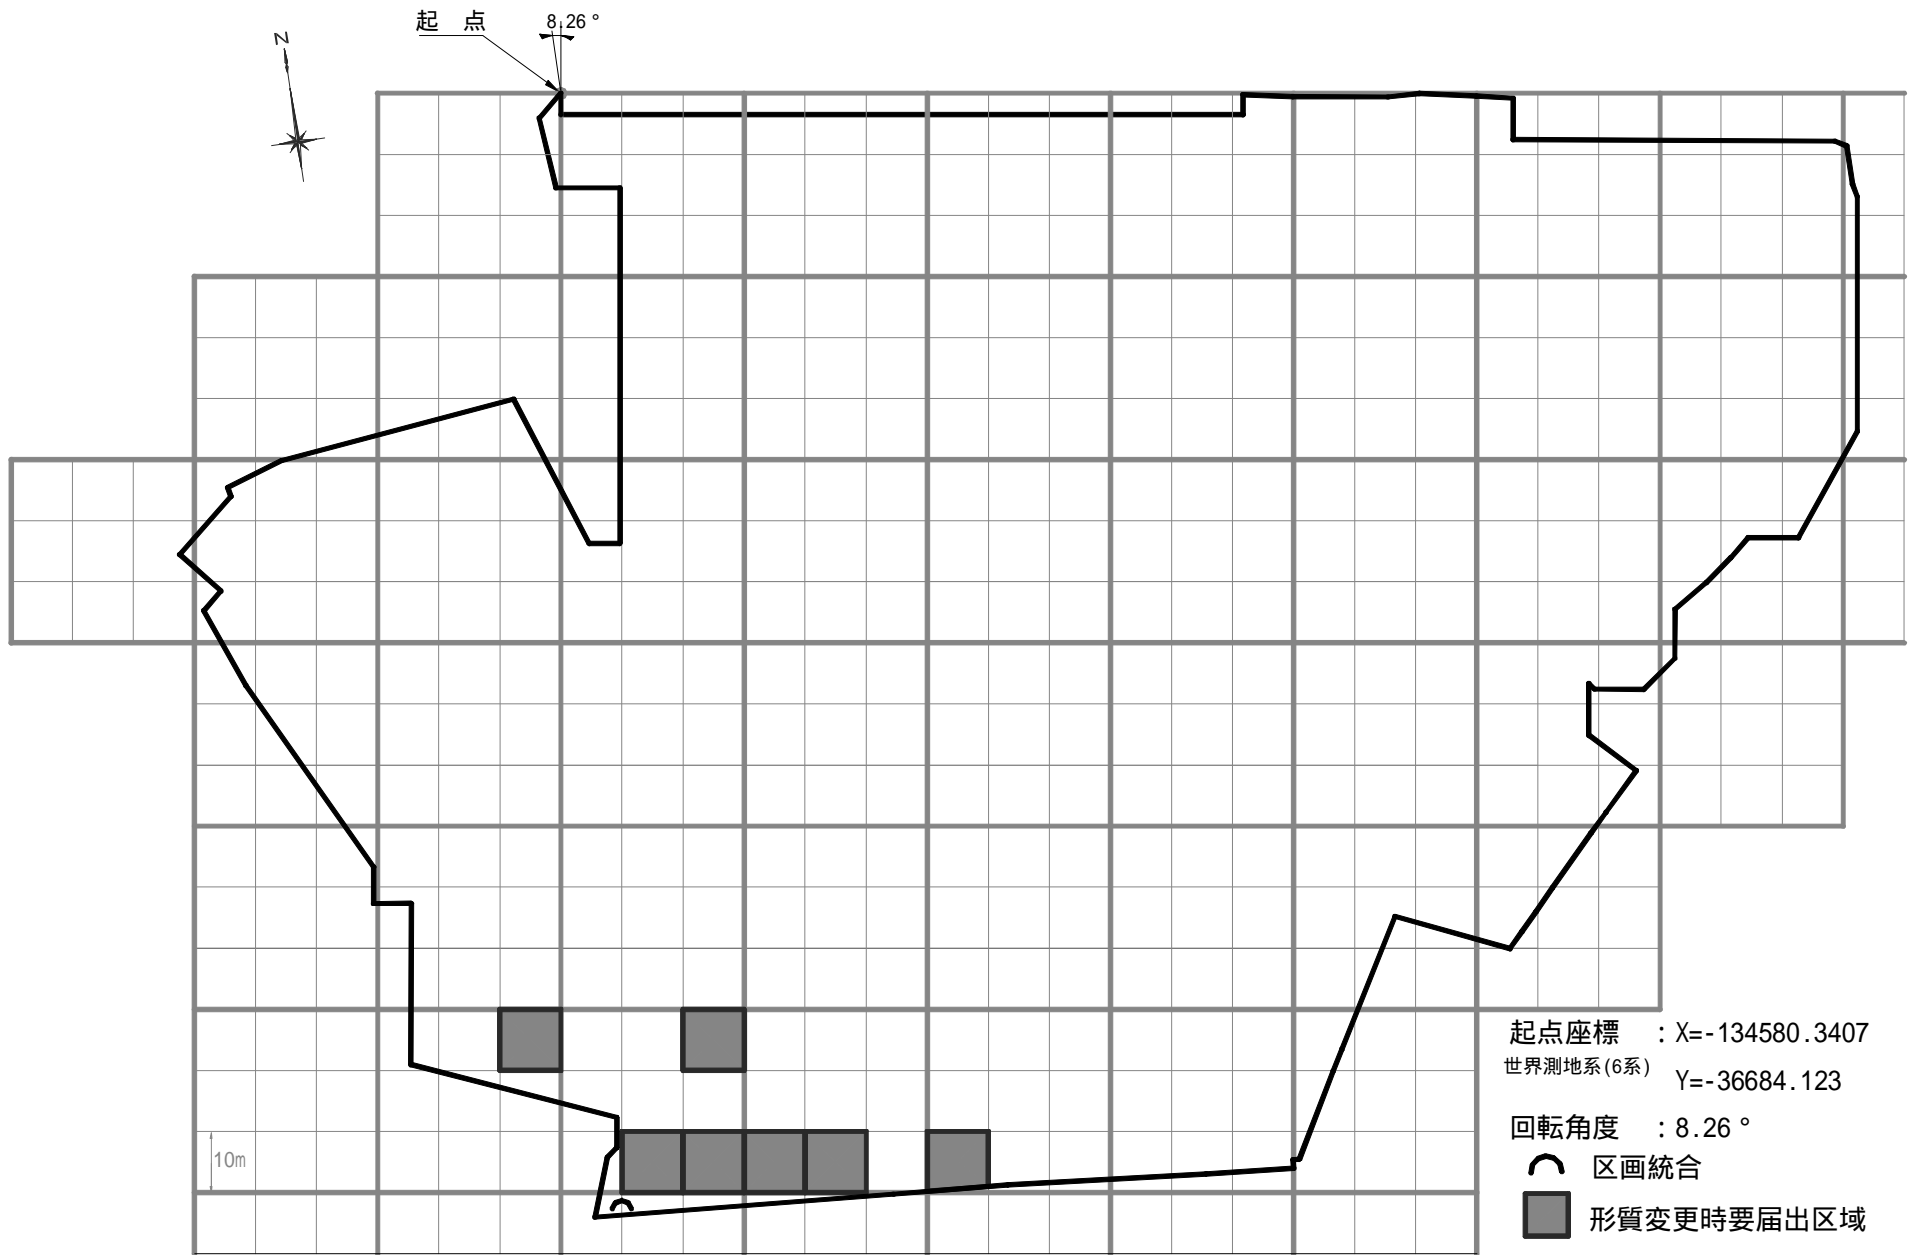 起 点
8.26°
N
起点座標 : X=-134580.3407
世界測地系(6系) Y=-36684.123
回転角度 : 8.26°
10m
区画統合
形質変更時要届出区域